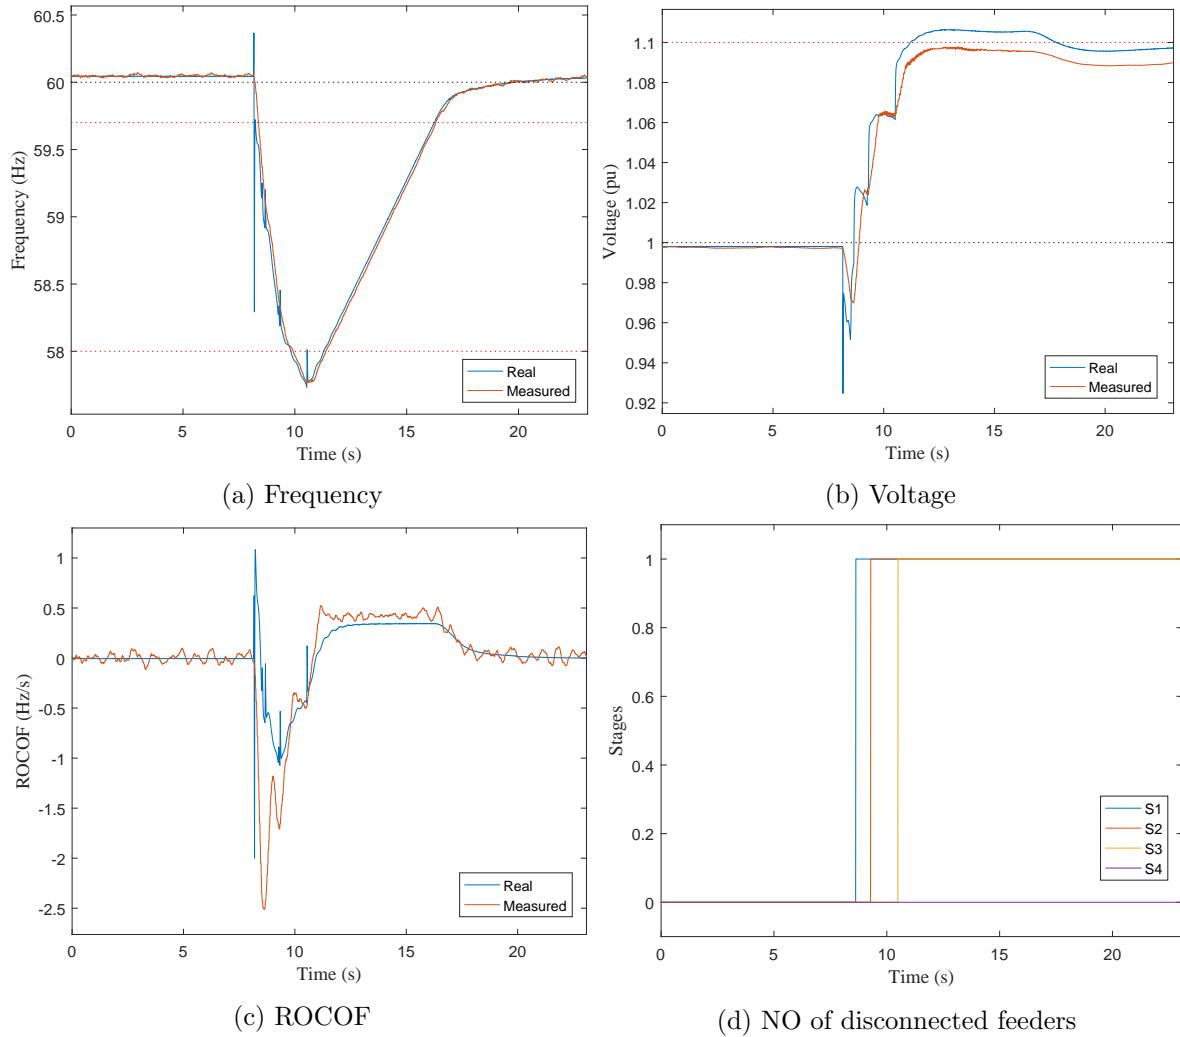 60.5
60
59.5
59
58.5
58
Frequency (Hz)
0 5 10 15 20
Time (s)
Real
Measured
(a) Frequency
1.1
1.08
1.06
1.04
1.02
1
0.98
0.96
0.94
0.92
Voltage (pu)
0 5 10 15 20
Time (s)
Real
Measured
(b) Voltage
1
0.5
0
-0.5
-1
-1.5
-2
-2.5
ROCOF (Hz/s)
0 5 10 15 20
Time (s)
Real
Measured
(c) ROCOF
1
0.8
0.6
0.4
0.2
0
Stages
0 5 10 15 20
Time (s)
S1
S2
S3
S4
(d) NO of disconnected feeders